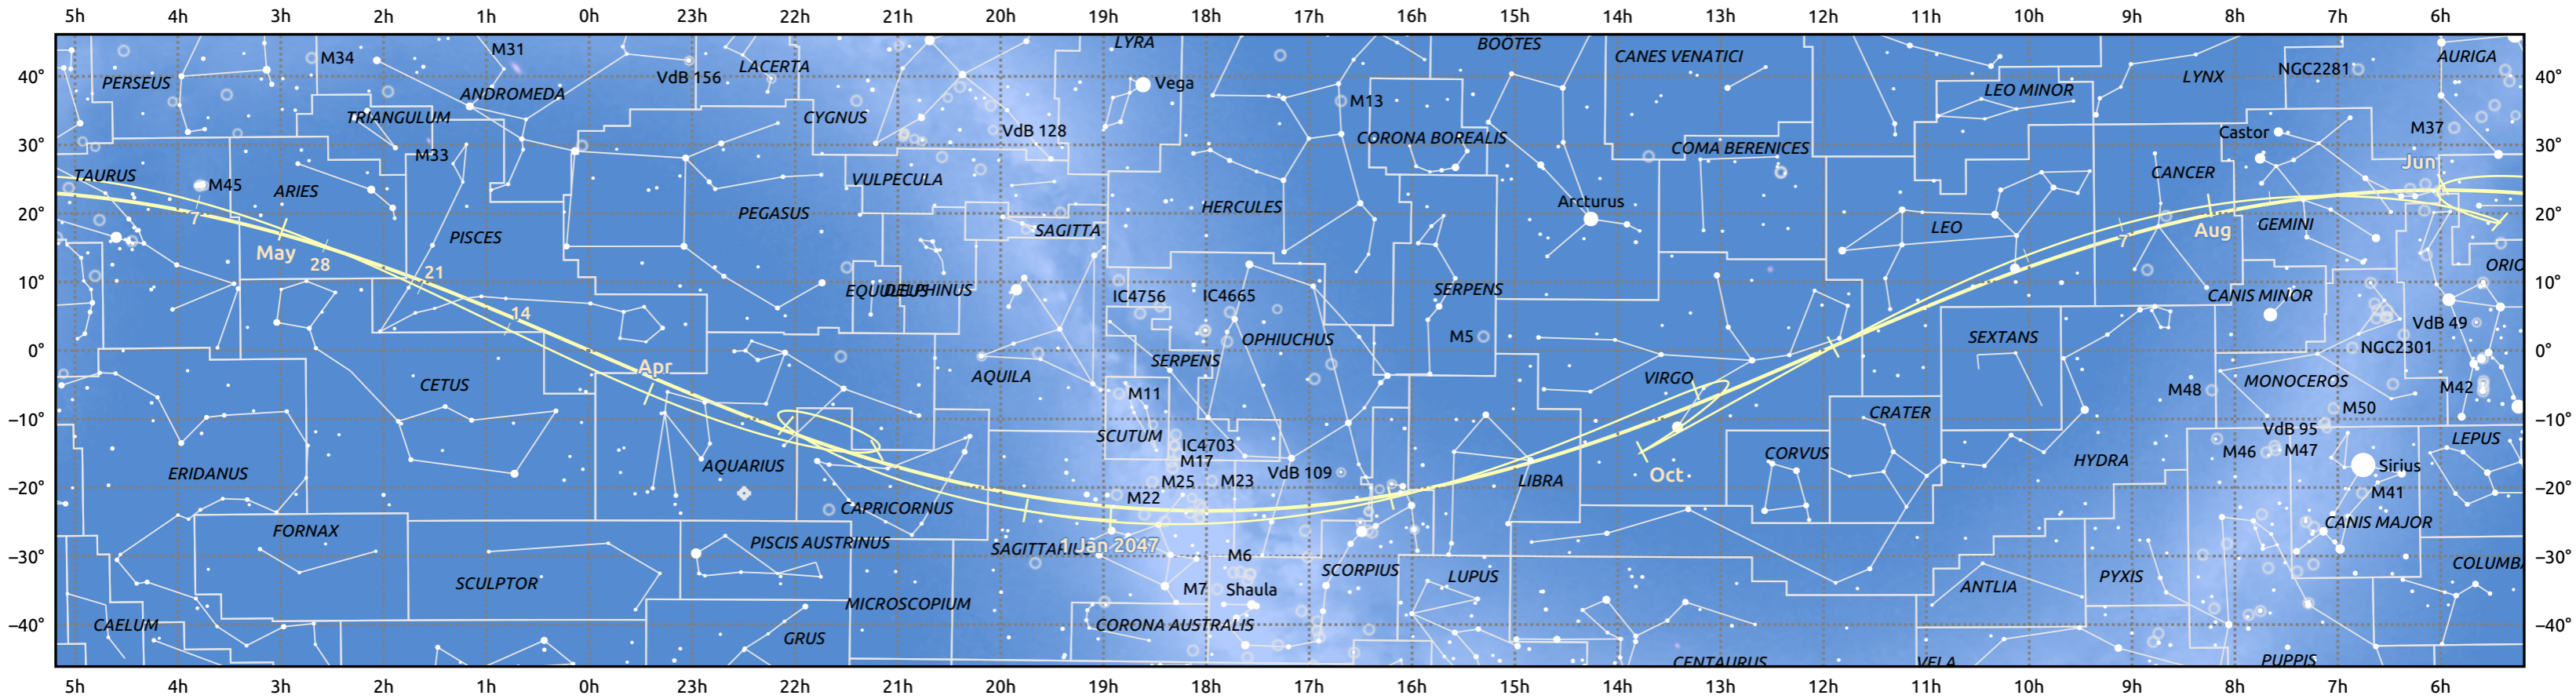 5h 4h 3h 2h 1h 0h 23h 22h 21h 20h 19h 18h 17h 16h 15h 14h 13h 12h 11h 10h 9h 8h 7h 6h
M31 LYRA BOÖTES
M34 VdB 156 LACERTA CANES VENATICI NGC2281 AURIGA
40° PERSEUS Vega LYNX 40°
ANDROMEDA M13 LEO MINOR
TRIANGULUM CYGNUS VdB 128 CORONA BOREALIS Castor M37
30° M33 COMA BERENICES 30°
TAURUS M45 ARIES VULPECULA CANCER Jun
20° 7 PEGASUS HERCULES Arcturus 20°
May PISCES SAGITTA LEO 7 Aug GEMINI
28 21 ORIO
10° EQUULEUS DELPHINUS IC4756 IC4665 SERPENS CANIS MINOR 10°
14 M5 SEXTANS VdB 49
0° OPHIUCHUS NGC2301 0°
Apr SERPENS
CETUS AQUILA VIRGO MONOCEROS
M11 M48 M42
−10° CRATER M50 −10°
SCUTUM IC4703 VdB 95
AQUARIUS M17 VdB 109 Oct CORVUS HYDRA M46 M47 LEPUS
ERIDANUS M25 M23 LIBRA Sirius
−20° M22 M41 −20°
CAPRICORNUS
FORNAX CANIS MAJOR
PISCIS AUSTRINUS SAGITTARIUS 1 Jan 2047
−30° M6 −30°
SCULPTOR SCORPIUS LUPUS PYXIS COLUMBA
M7 Shaula ANTLIA
MICROSCOPIUM
−40° CAELUM CORONA AUSTRALIS −40°
GRUS
CENTAURUS VELA PUPPIS
5h 4h 3h 2h 1h 0h 23h 22h 21h 20h 19h 18h 17h 16h 15h 14h 13h 12h 11h 10h 9h 8h 7h 6h